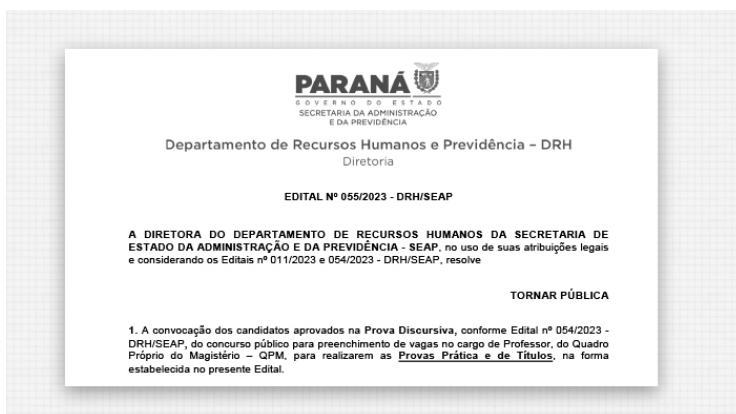 PARANÁ
GOVERNO DO ESTADO
SECRETARIA DA ADMINISTRAÇÃO
E DA PREVIDÊNCIA
Departamento de Recursos Humanos e Previdência – DRH
Diretoria
EDITAL Nº 055/2023 - DRH/SEAP
A DIRETORA DO DEPARTAMENTO DE RECURSOS HUMANOS DA SECRETARIA DE
ESTADO DA ADMINISTRAÇÃO E DA PREVIDÊNCIA - SEAP, no uso de suas atribuições legais
e considerando os Editais nº 011/2023 e 054/2023 - DRH/SEAP, resolve
TORNAR PÚBLICA
1. A convocação dos candidatos aprovados na Prova Discursiva, conforme Edital nº 054/2023 -
DRH/SEAP, do concurso público para preenchimento de vagas no cargo de Professor, do Quadro
Próprio do Magistério – QPM, para realizarem as Provas Prática e de Títulos, na forma
estabelecida no presente Edital.